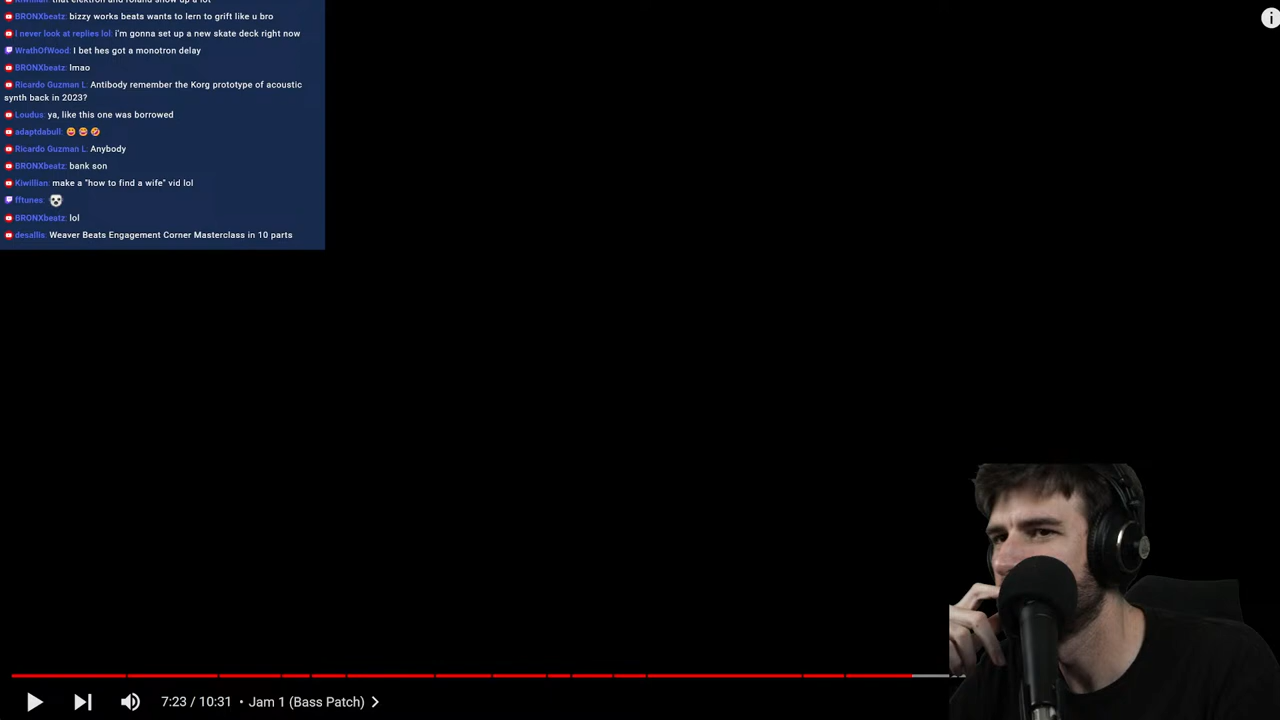 BRONXbeatz: bizzy works beats wants to lern to grift like u bro
i never look at replies lol: i'm gonna set up a new skate deck right now
WrathOfWood: I bet hes got a monotron delay
BRONXbeatz: lmao
Ricardo Guzman L: Antibody remember the Korg prototype of acoustic
synth back in 2023?
Loudus: ya, like this one was borrowed
adaptdabull: 🤣 😂 🤣
Ricardo Guzman L: Anybody
BRONXbeatz: bank son
Kiwillian: make a "how to find a wife" vid lol
fftunes:
BRONXbeatz: lol
desallis: Weaver Beats Engagement Corner Masterclass in 10 parts
7:23 / 10:31 • Jam 1 (Bass Patch) >